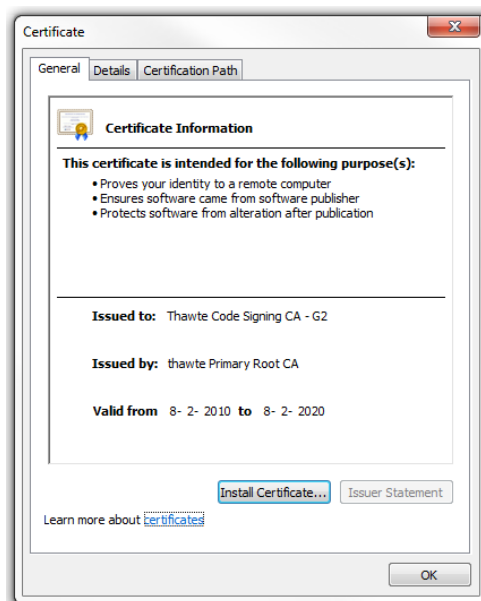 Certificate
General Details Certification Path
Certificate Information
This certificate is intended for the following purpose(s):
• Proves your identity to a remote computer
• Ensures software came from software publisher
• Protects software from alteration after publication
Issued to: Thawte Code Signing CA - G2
Issued by: thawte Primary Root CA
Valid from 8- 2- 2010 to 8- 2- 2020
Install Certificate... Issuer Statement
Learn more about certificates
OK